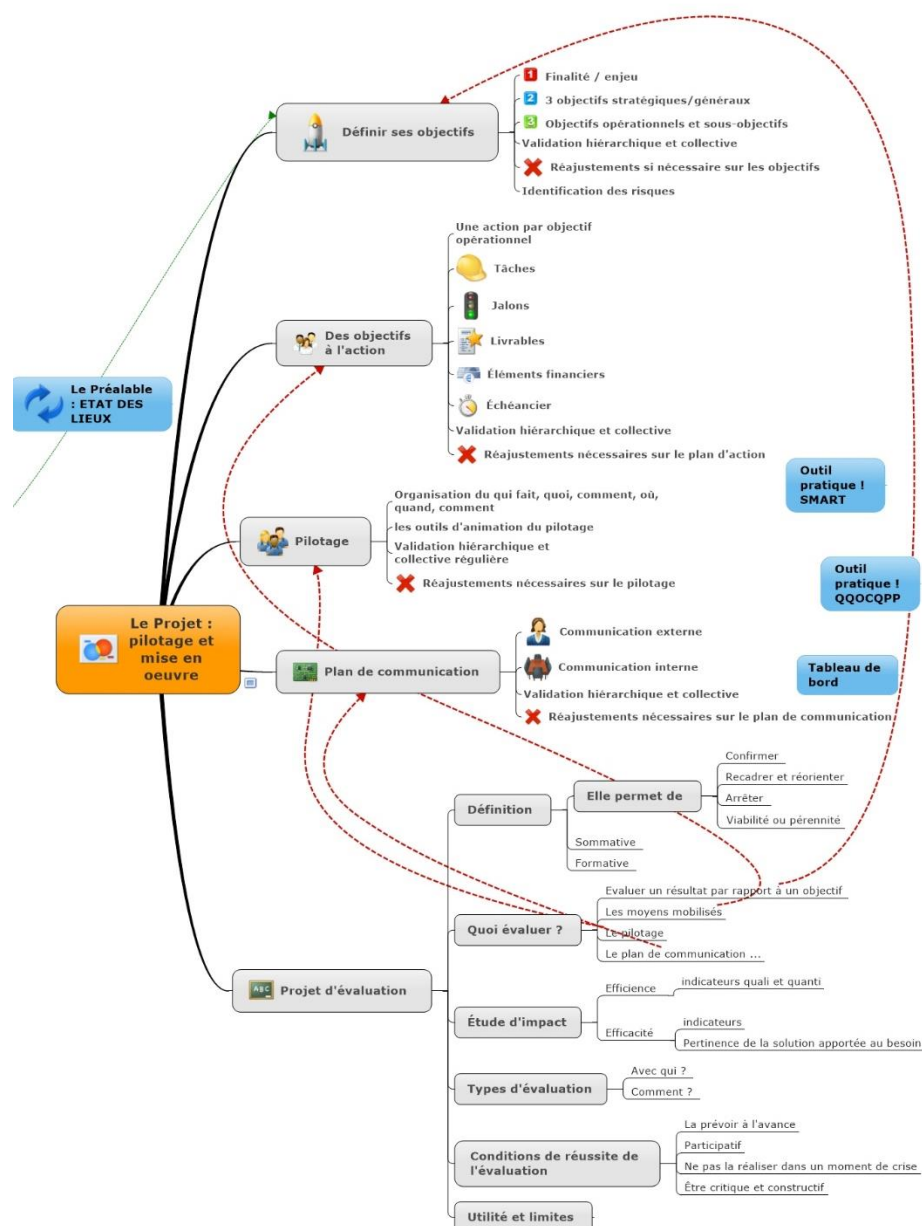 1 Finalité / enjeu
2 3 objectifs stratégiques/généraux
3 Objectifs opérationnels et sous-objectifs
Définir ses objectifs
Validation hiérarchique et collective
Réajustements si nécessaire sur les objectifs
Identification des risques
Une action par objectif
opérationnel
Tâches
Jalons
Livrables
Des objectifs
à l'action
Éléments financiers
Échéancier
Validation hiérarchique et collective
Réajustements nécessaires sur le plan d'action
Le Préalable
: ETAT DES
LIEUX
Outil
pratique !
SMART
Organisation du qui fait, quoi, comment, où,
quand, comment
les outils d'animation du pilotage
Pilotage
Validation hiérarchique et
collective régulière
Réajustements nécessaires sur le pilotage
Outil
pratique !
QQOCQPP
Le Projet :
pilotage et
mise en
oeuvre
Communication externe
Plan de communication
Communication interne
Validation hiérarchique et collective
Réajustements nécessaires sur le plan de communication
Tableau de
bord
Confirmer
Recadrer et réorienter
Elle permet de
Arrêter
Viabilité ou pérennité
Définition
Sommative
Formative
Evaluer un résultat par rapport à un objectif
Les moyens mobilisés
Quoi évaluer ?
Le pilotage
Le plan de communication ...
ABC
Projet d'évaluation
Efficience
indicateurs quali et quanti
Étude d'impact
Efficacité
indicateurs
Pertinence de la solution apportée au besoin
Types d'évaluation
Avec qui ?
Comment ?
La prévoir à l'avance
Participatif
Conditions de réussite de
l'évaluation
Ne pas la réaliser dans un moment de crise
Être critique et constructif
Utilité et limites